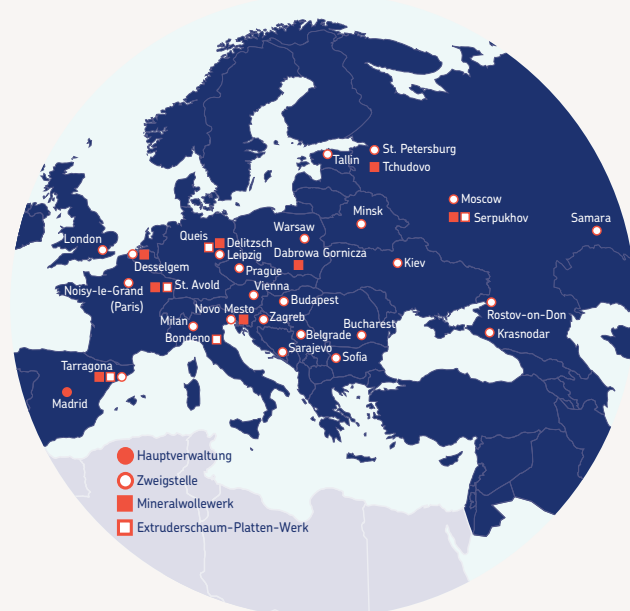 St. Petersburg
Tallin
Tchudovo
Moscow
Minsk
Serpukhov
Samara
Warsaw
Queis
London
Delitzsch
Leipzig
Dabrowa Gornicza
Kiev
Desselgem
Prague
Noisy-le-Grand
(Paris)
St. Avold
Vienna
Budapest
Rostov-on-Don
Novo Mesto
Zagreb
Milan
Bucharest
Krasnodar
Bondeno
Belgrade
Sarajevo
Sofia
Tarragona
Madrid
Hauptverwaltung
Zweigstelle
Mineralwollewerk
Extruderschaum-Platten-Werk